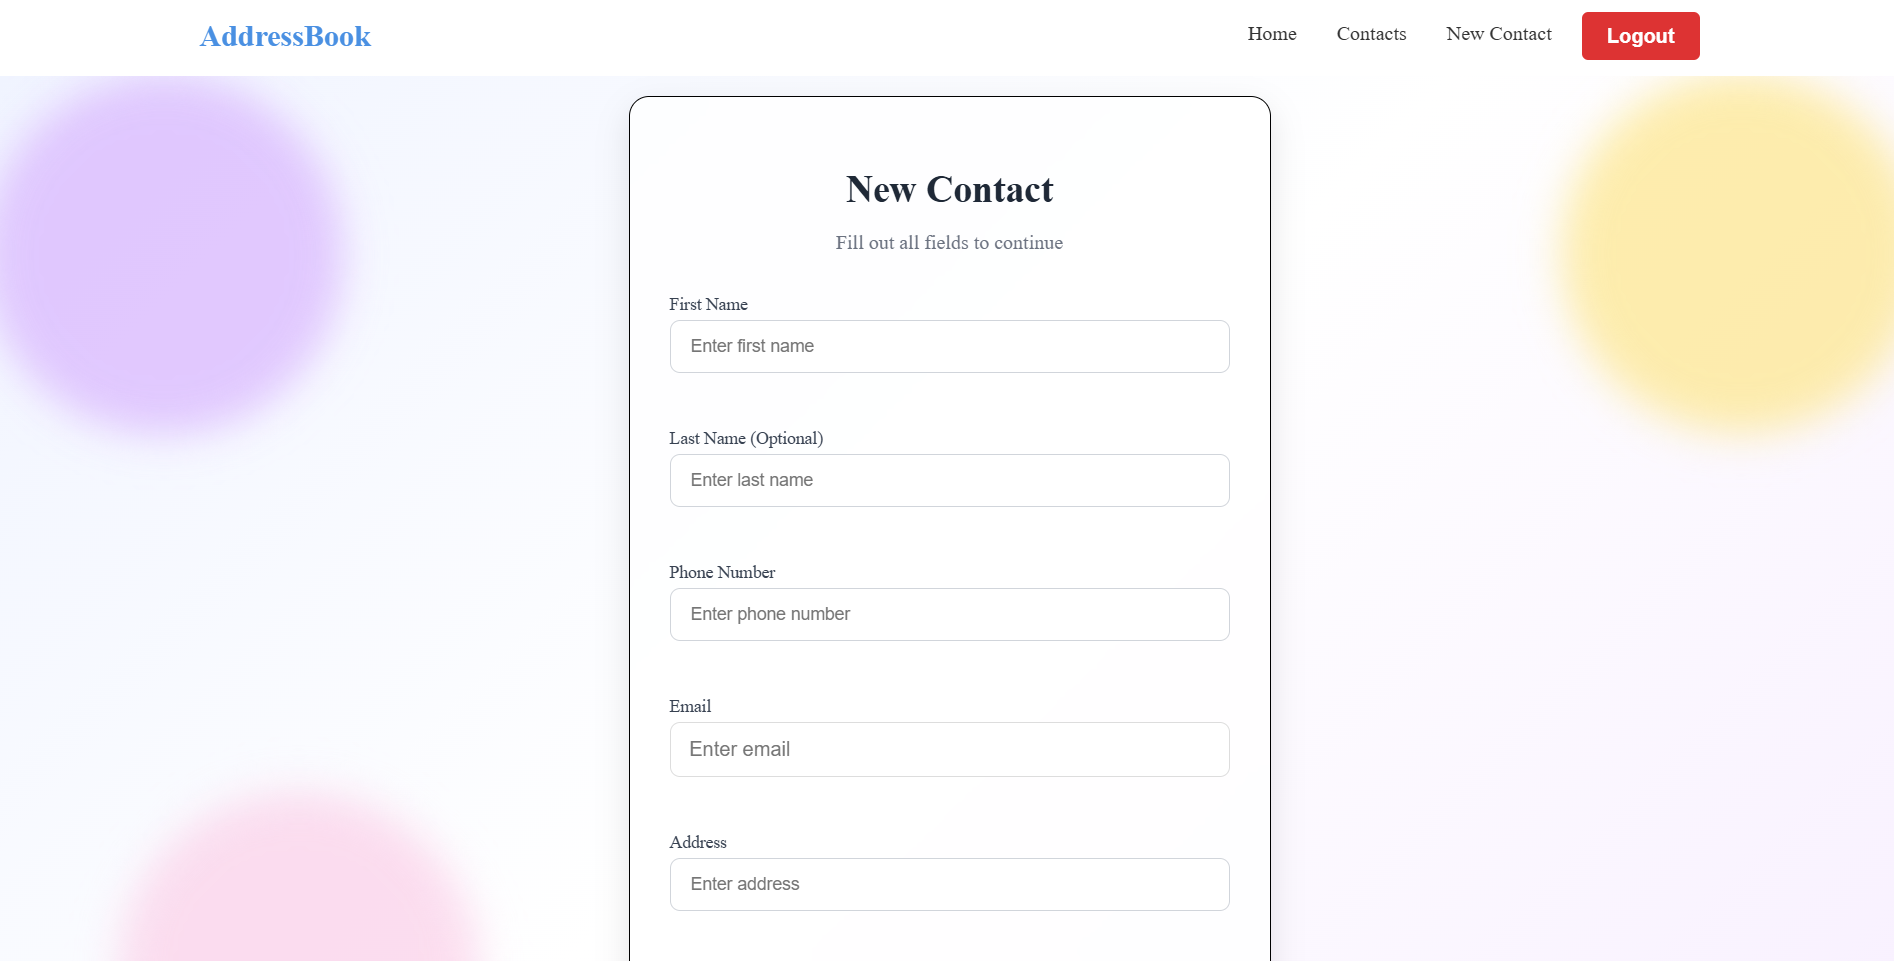 AddressBook
Home Contacts New Contact Logout
New Contact
Fill out all fields to continue
First Name
Enter first name
Last Name (Optional)
Enter last name
Phone Number
Enter phone number
Email
Enter email
Address
Enter address